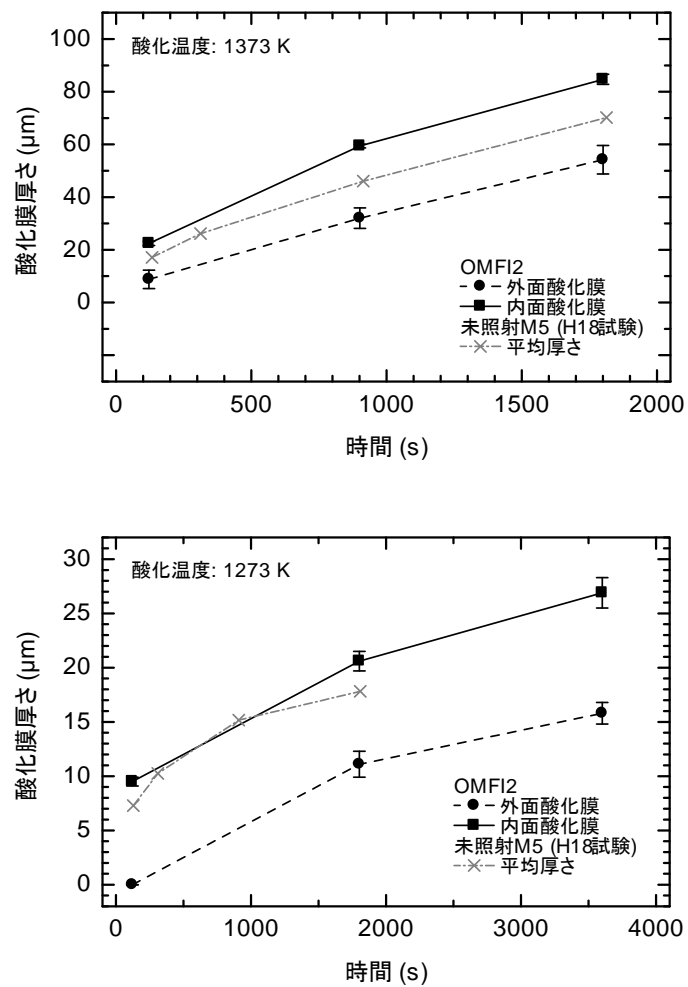 100
80
60
40
20
0
酸化膜厚さ (μm)
酸化温度: 1373 K
OMFI2
外面酸化膜
内面酸化膜
未照射M5 (H18試験)
平均厚さ
0 500 1000 1500 2000
時間 (s)
30
25
20
15
10
5
0
酸化膜厚さ (μm)
酸化温度: 1273 K
OMFI2
外面酸化膜
内面酸化膜
未照射M5 (H18試験)
平均厚さ
0 1000 2000 3000 4000
時間 (s)